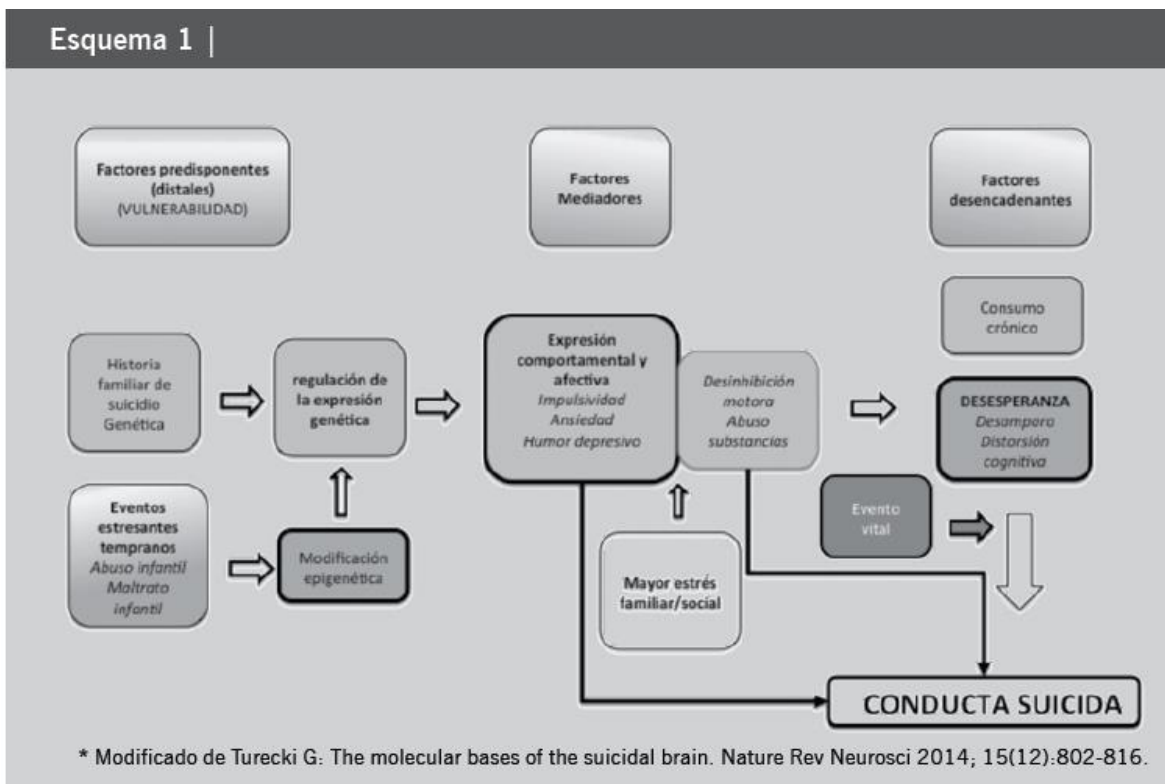 Esquema 1 |
Factores predisponentes
(distales)
(VULNERABILIDAD)
Factores
Mediadores
Factores
desencadenantes
Historia
familiar de
suicidio
Genética
regulación de
la expresión
genética
Eventos
estresantes
tempranos
Abuso infantil
Maltrato
infantil
Modificación
epigenética
Expresión
comportamental y
afectiva
Impulsividad
Ansiedad
Humor depresivo
Desinhibición
motora
Abuso
substancias
Mayor estrés
familiar/social
Consumo
crónico
DESESPERANZA
Desamparo
Distorsión
cognitiva
Evento
vital
CONDUCTA SUICIDA
* Modificado de Turecki G: The molecular bases of the suicidal brain. Nature Rev Neurosci 2014; 15(12):802-816.